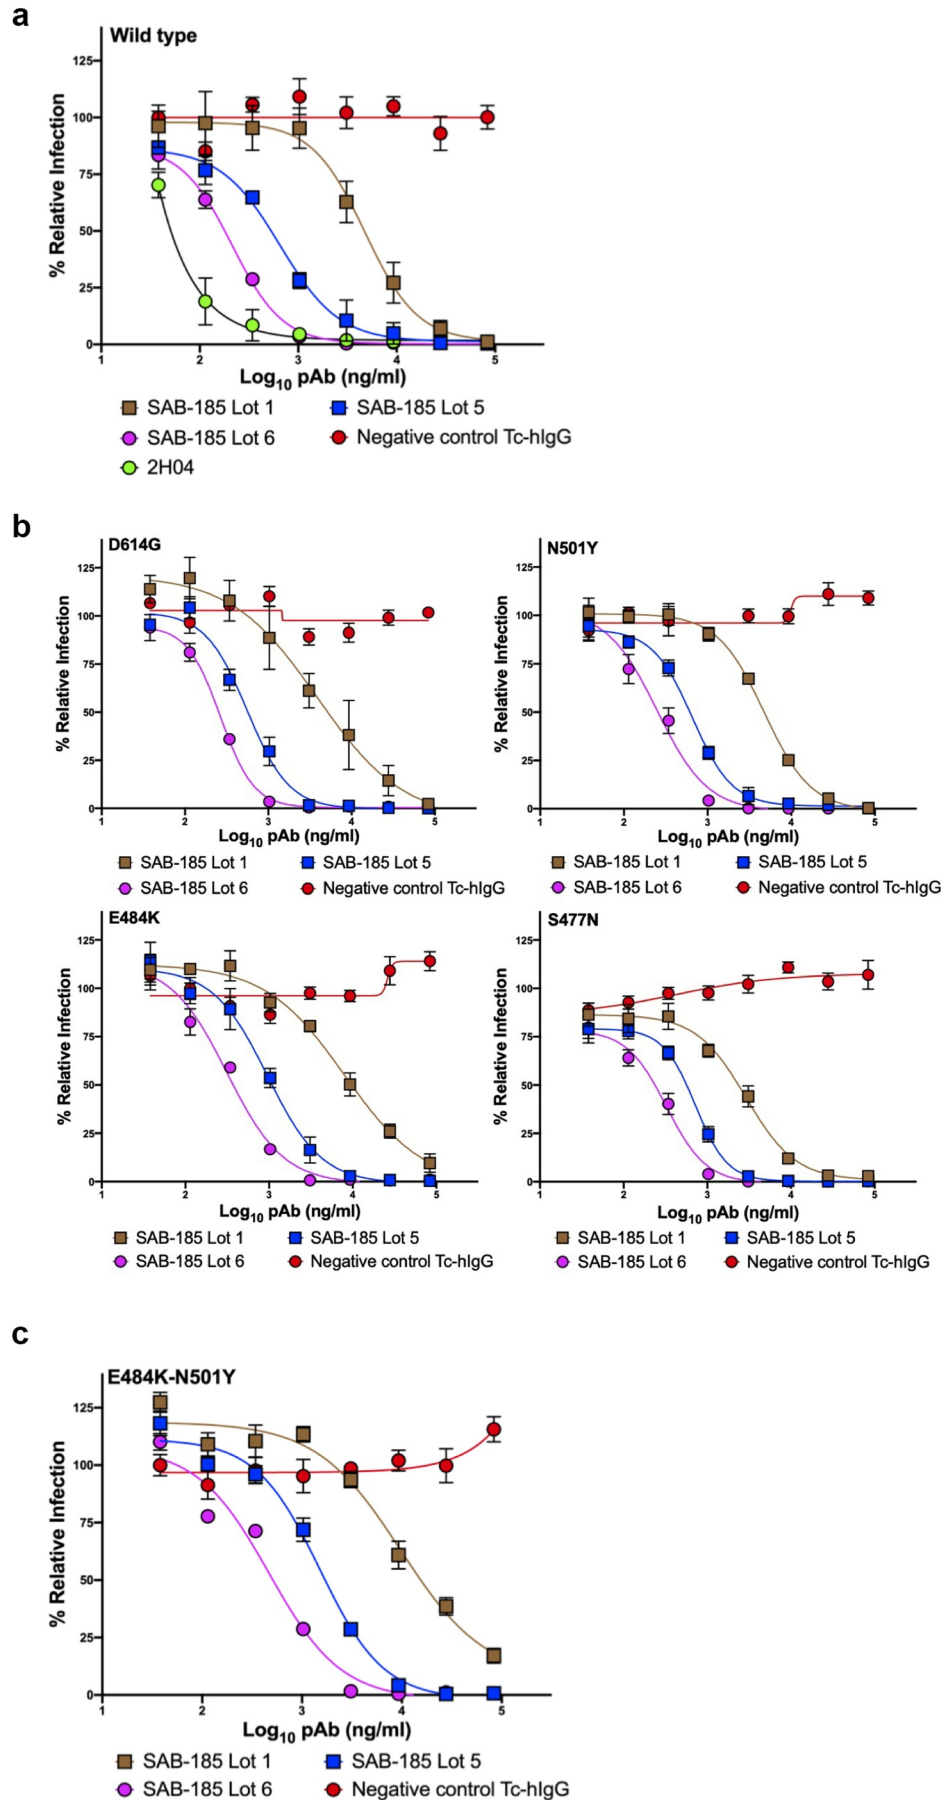 a
Wild type
125
100
75
50
25
0
% Relative Infection
1 2 3 4 5
Log10 pAb (ng/ml)
SAB-185 Lot 1 SAB-185 Lot 5
SAB-185 Lot 6 Negative control Tc-hIgG
2H04
b
D614G
125
100
75
50
25
0
% Relative Infection
1 2 3 4 5
Log10 pAb (ng/ml)
SAB-185 Lot 1 SAB-185 Lot 5
SAB-185 Lot 6 Negative control Tc-hIgG
N501Y
125
100
75
50
25
0
% Relative Infection
1 2 3 4 5
Log10 pAb (ng/ml)
SAB-185 Lot 1 SAB-185 Lot 5
SAB-185 Lot 6 Negative control Tc-hIgG
E484K
125
100
75
50
25
0
% Relative Infection
1 2 3 4 5
Log10 pAb (ng/ml)
SAB-185 Lot 1 SAB-185 Lot 5
SAB-185 Lot 6 Negative control Tc-hIgG
S477N
125
100
75
50
25
0
% Relative Infection
1 2 3 4 5
Log10 pAb (ng/ml)
SAB-185 Lot 1 SAB-185 Lot 5
SAB-185 Lot 6 Negative control Tc-hIgG
c
E484K-N501Y
125
100
75
50
25
0
% Relative Infection
1 2 3 4 5
Log10 pAb (ng/ml)
SAB-185 Lot 1 SAB-185 Lot 5
SAB-185 Lot 6 Negative control Tc-hIgG